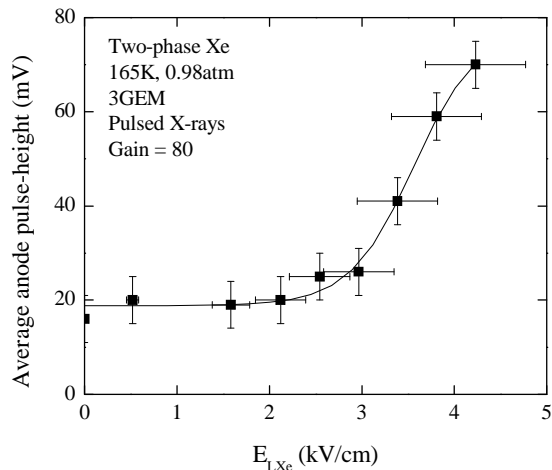 80
60
40
20
0
Average anode pulse-height (mV)
Two-phase Xe
165K, 0.98atm
3GEM
Pulsed X-rays
Gain = 80
0 1 2 3 4 5
E_LXe (kV/cm)